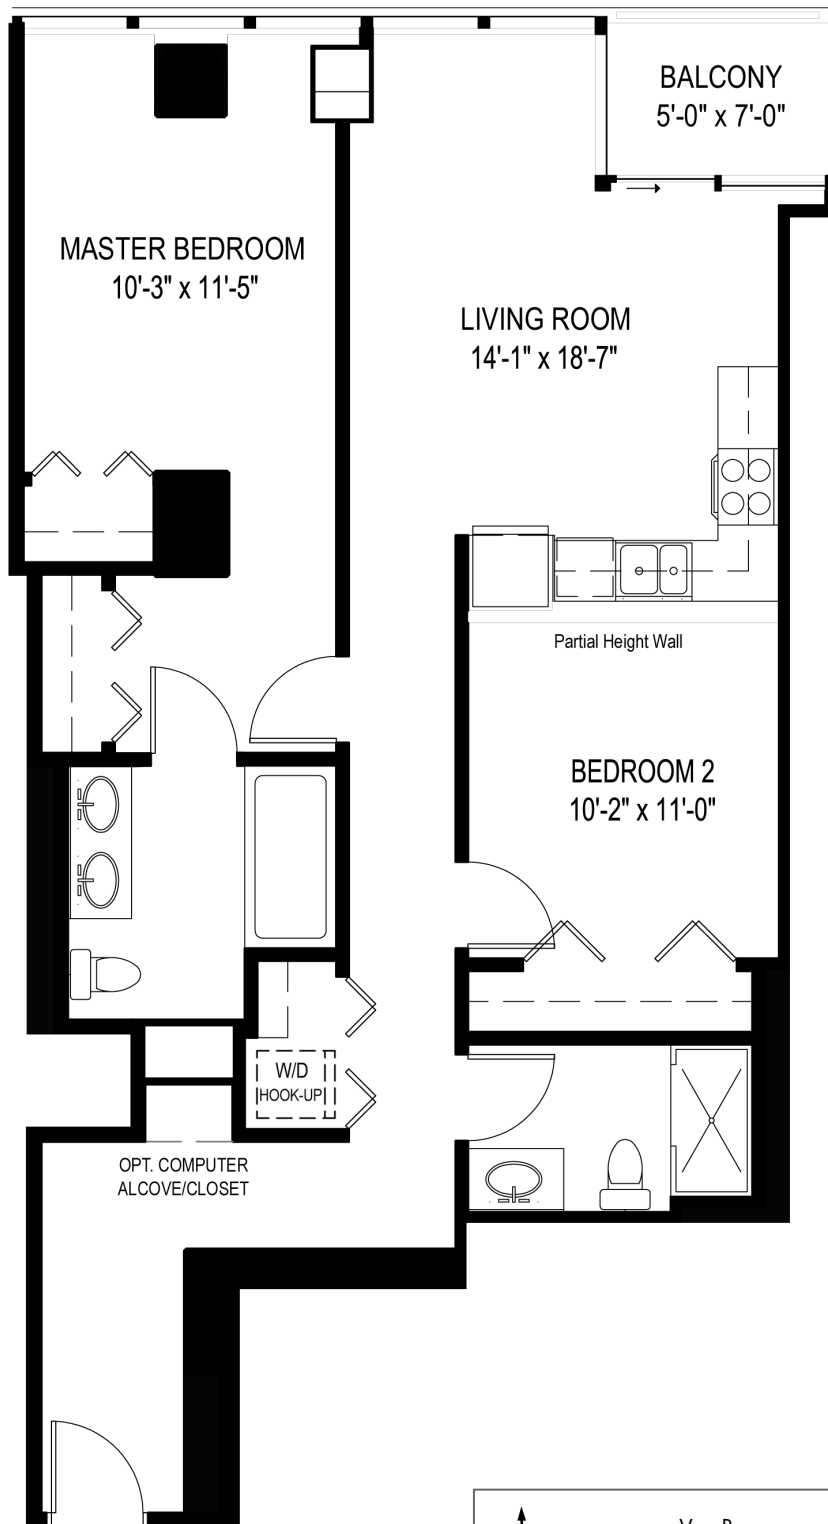 BALCONY
5'-0" x 7'-0"
MASTER BEDROOM
10'-3" x 11'-5"
LIVING ROOM
14'-1" x 18'-7"
Partial Height Wall
BEDROOM 2
10'-2" x 11'-0"
W/D
HOOK-UP
OPT. COMPUTER
ALCOVE/CLOSET